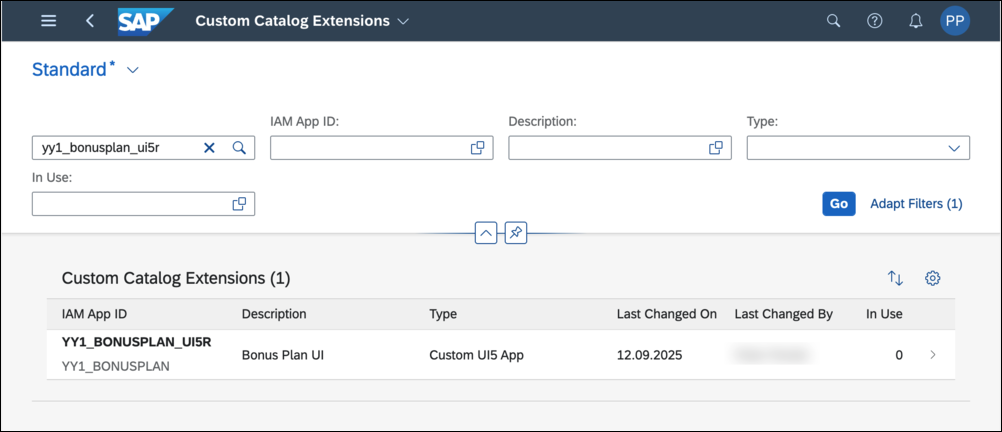 SAP Custom Catalog Extensions PP
Standard *
IAM App ID: Description: Type:
yy1_bonusplan_ui5r
In Use:
Go Adapt Filters (1)
Custom Catalog Extensions (1)
IAM App ID Description Type Last Changed On Last Changed By In Use
YY1_BONUSPLAN_UI5R
Bonus Plan UI Custom UI5 App 12.09.2025 0
YY1_BONUSPLAN